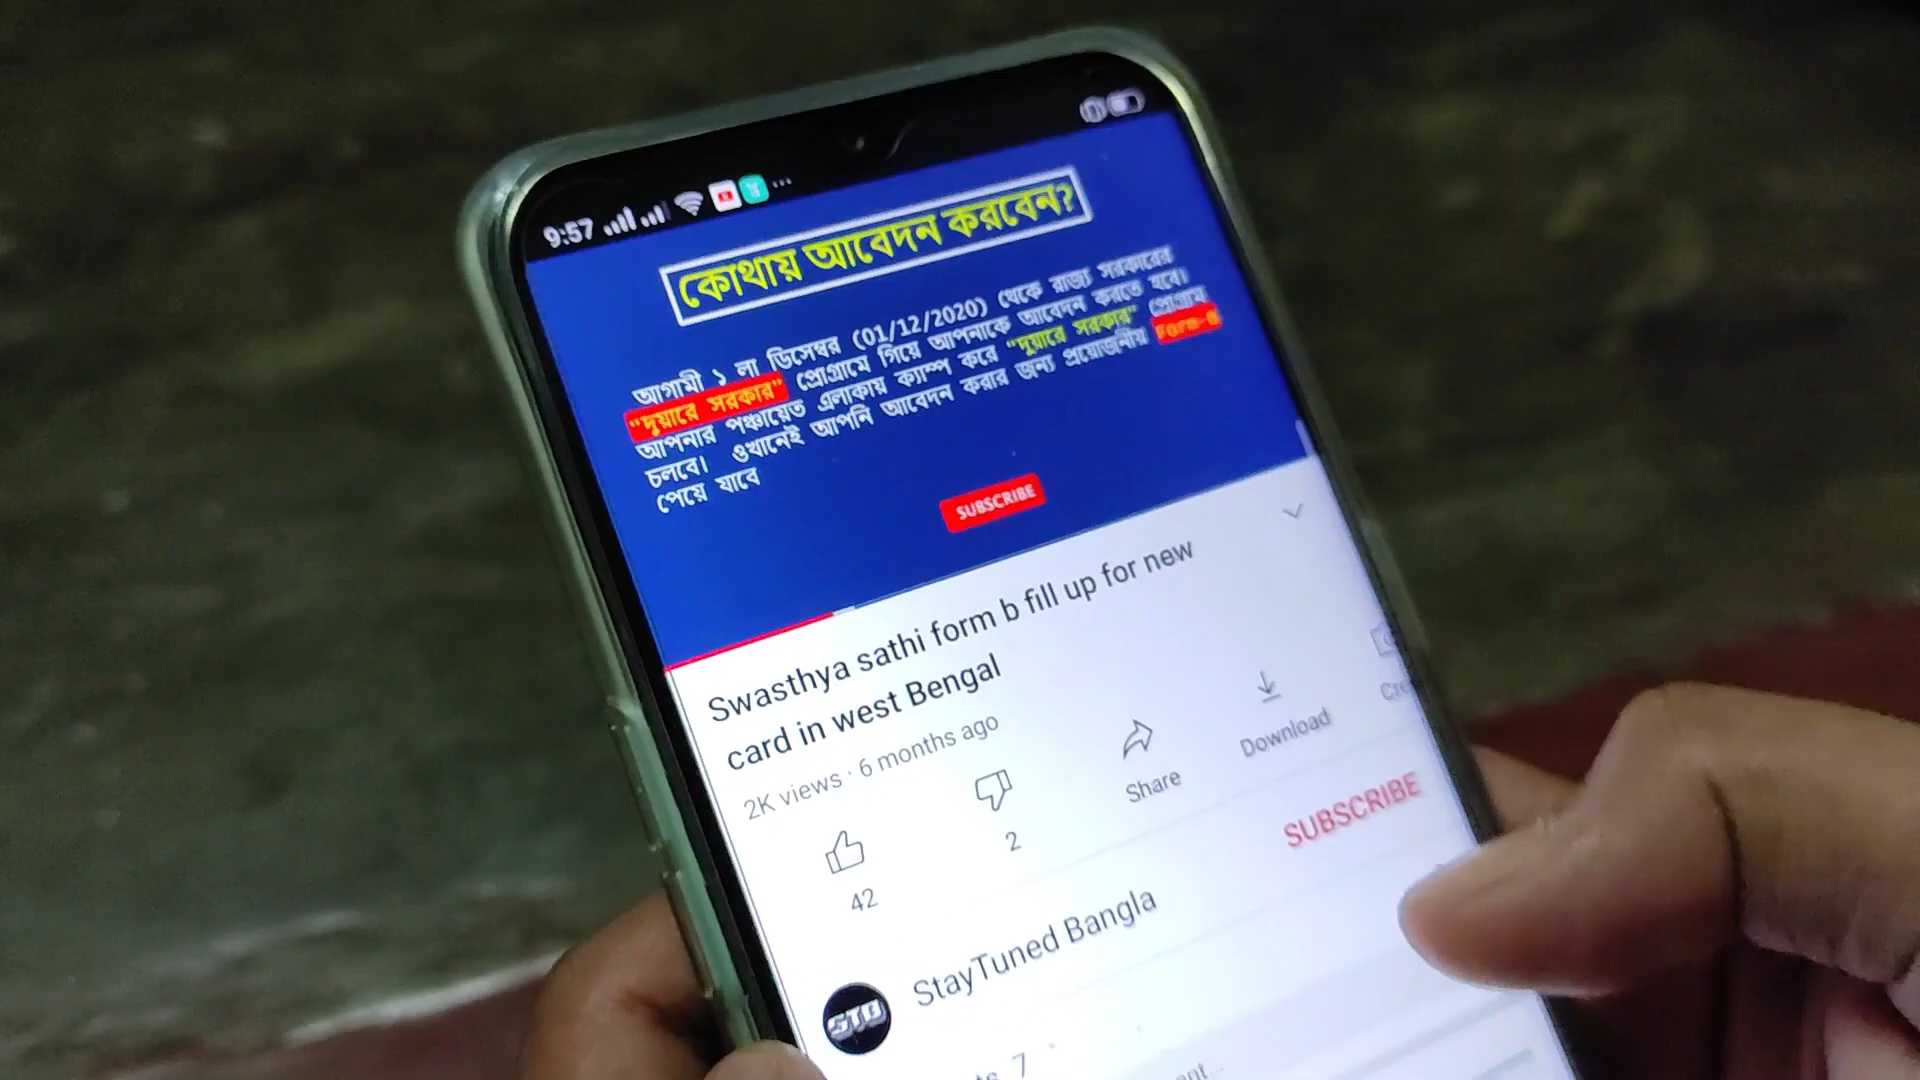 9:57
কোথায় আবেদন করবেন?
আগামী ১ লা ডিসেম্বর (01/12/2020) থেকে রাজ্য সরকারের
"দুয়ারে সরকার" প্রোগ্রামে গিয়ে আপনাকে আবেদন করতে হবে।
আপনার পঞ্চায়েত এলাকায় ক্যাম্প করে "দুয়ারে সরকার" প্রোগ্রাম
চলবে। ওখানেই আপনি আবেদন করার জন্য প্রয়োজনীয় Form-B
পেয়ে যাবে
SUBSCRIBE
Swasthya sathi form b fill up for new
card in west Bengal
2K views · 6 months ago
42
2
Share
Download
StayTuned Bangla
SUBSCRIBE
STB
7